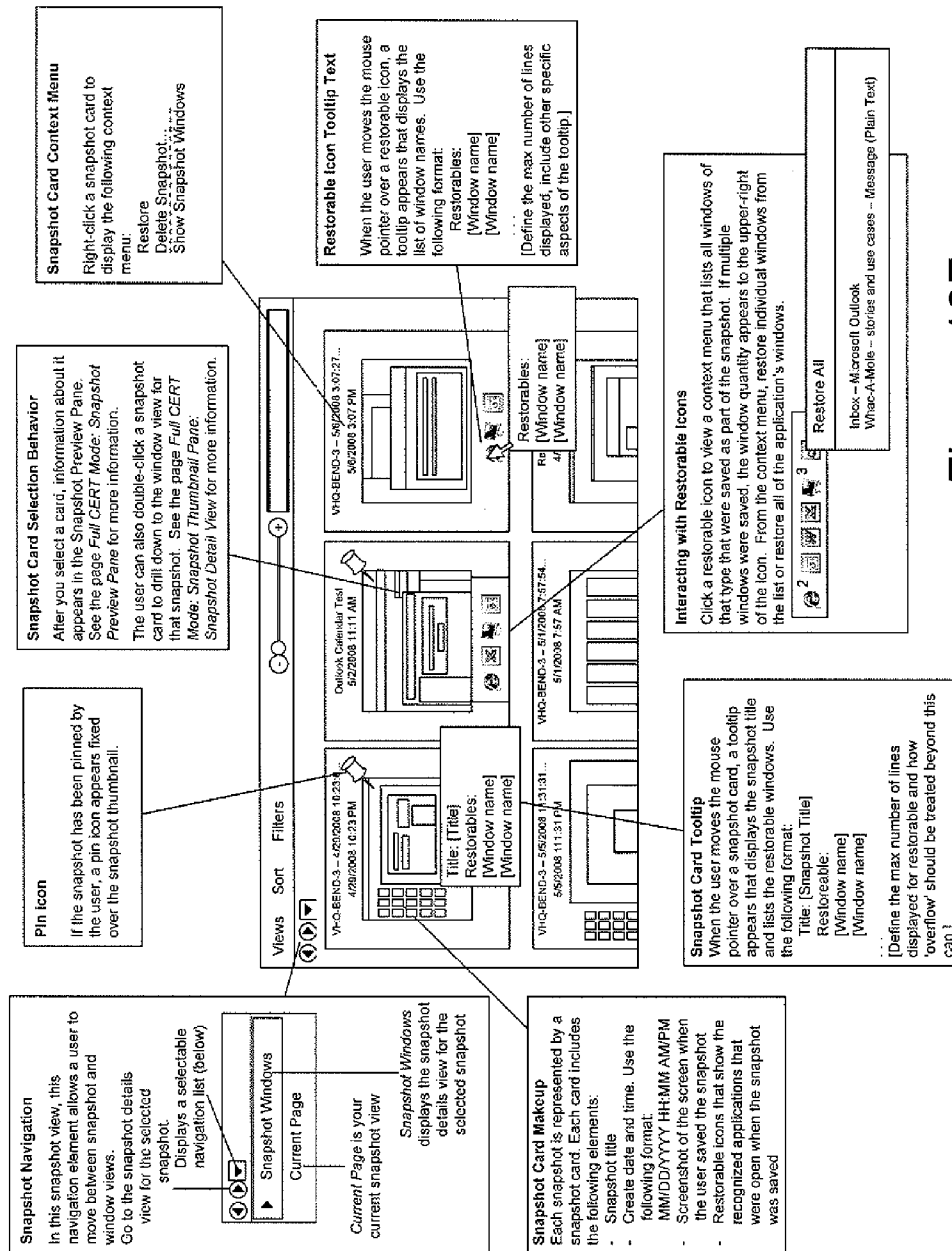 Snapshot Navigation
In this snapshot view, this
navigation element allows a user to
move between snapshot and
window views.
Go to the snapshot details
view for the selected
snapshot.
Displays a selectable
navigation list (below)
Snapshot Windows
Current Page
Current Page is your
current snapshot view
Snapshot Windows
displays the snapshot
details view for the
selected snapshot
Pin icon
If the snapshot has been pinned by
the user, a pin icon appears fixed
over the snapshot thumbnail.
Snapshot Card Selection Behavior
After you select a card, information about it
appears in the Snapshot Preview Pane.
See the page Full CERT Mode: Snapshot
Preview Pane for more information.
The user can also double-click a snapshot
card to drill down to the window view for
that snapshot. See the page Full CERT
Mode: Snapshot Thumbnail Pane:
Snapshot Detail View for more information.
Snapshot Card Context Menu
Right-click a snapshot card to
display the following context
menu:
Restore
Delete Snapshot...
Show Snapshot Windows
Views Sort Filters
VHQ-BEND-3 – 4/29/2008 10:23:
4/29/2008 10:23 PM
Outlook Calendar Test
5/2/2008 11:11 AM
VHQ-BEND-3 – 5/6/2008 3:07:27...
5/6/2008 3:07 PM
Title: [Title]
Restorables:
[Window name]
[Window name]
Restorables:
[Window name]
[Window name]
VHQ-BEND-3 – 5/5/2008 11:31:31...
5/5/2008 111:31 PM
VHQ-BEND-3 – 5/1/2008 7:57:54...
5/1/2008 7:57 AM
Re
4/
Restorable Icon Tooltip Text
When the user moves the mouse
pointer over a restorable icon, a
tooltip appears that displays the
list of window names. Use the
following format:
Restorables:
[Window name]
[Window name]
. . .
[Define the max number of lines
displayed, include other specific
aspects of the tooltip.]
Snapshot Card Makeup
Each snapshot is represented by a
snapshot card. Each card includes
the following elements:
- Snapshot title
- Create date and time. Use the
following format:
MM/DD/YYYY HH:MM AM/PM
- Screenshot of the screen when
the user saved the snapshot
- Restorable icons that show the
recognized applications that
were open when the snapshot
was saved
Snapshot Card Tooltip
When the user moves the mouse
pointer over a snapshot card, a tooltip
appears that displays the snapshot title
and lists the restorable windows. Use
the following format:
Title: [Snapshot Title]
Restoreable:
[Window name]
[Window name]
. . .
[Define the max number of lines
displayed for restorable and how
'overflow' should be treated beyond this
cap.]
Interacting with Restorable Icons
Click a restorable icon to view a context menu that lists all windows of
that type that were saved as part of the snapshot. If multiple
windows were saved, the window quantity appears to the upper-right
of the icon. From the context menu, restore individual windows from
the list or restore all of the application's windows.
2 3
Restore All
Inbox – Microsoft Outlook
Whac-A-Mole – stories and use cases – Message (Plain Text)